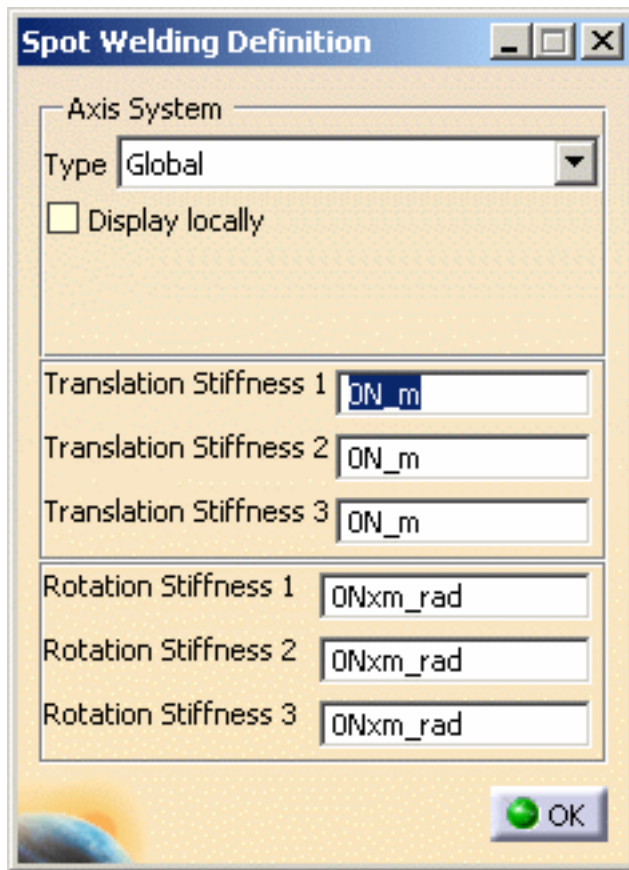 Spot Welding Definition
Axis System
Type Global
Display locally
Translation Stiffness 1 0N_m
Translation Stiffness 2 0N_m
Translation Stiffness 3 0N_m
Rotation Stiffness 1 0Nxm_rad
Rotation Stiffness 2 0Nxm_rad
Rotation Stiffness 3 0Nxm_rad
OK